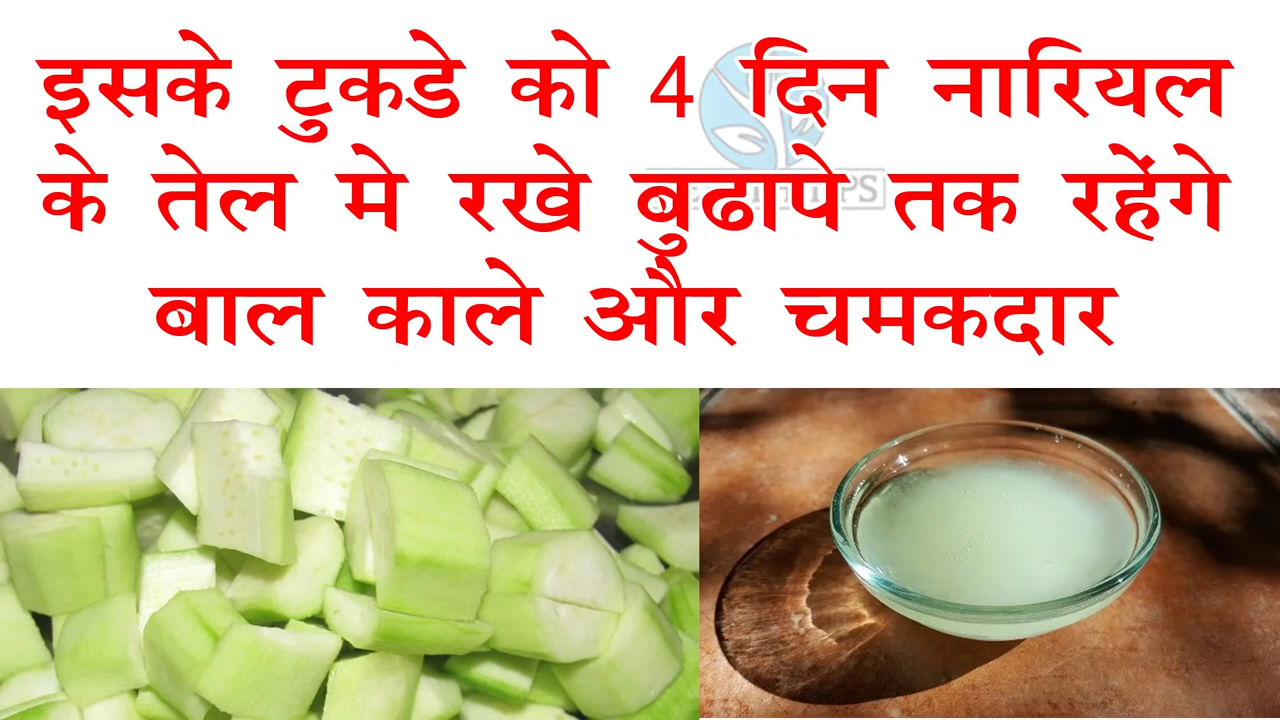 इसके टुकडे को 4 दिन नारियल
के तेल मे रखे बुढापे तक रहेंगे
बाल काले और चमकदार